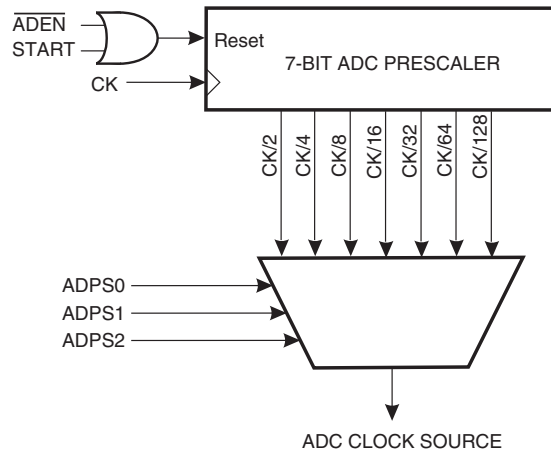 ADEN
START
CK
Reset
7-BIT ADC PRESCALER
CK/2
CK/4
CK/8
CK/16
CK/32
CK/64
CK/128
ADPS0
ADPS1
ADPS2
ADC CLOCK SOURCE